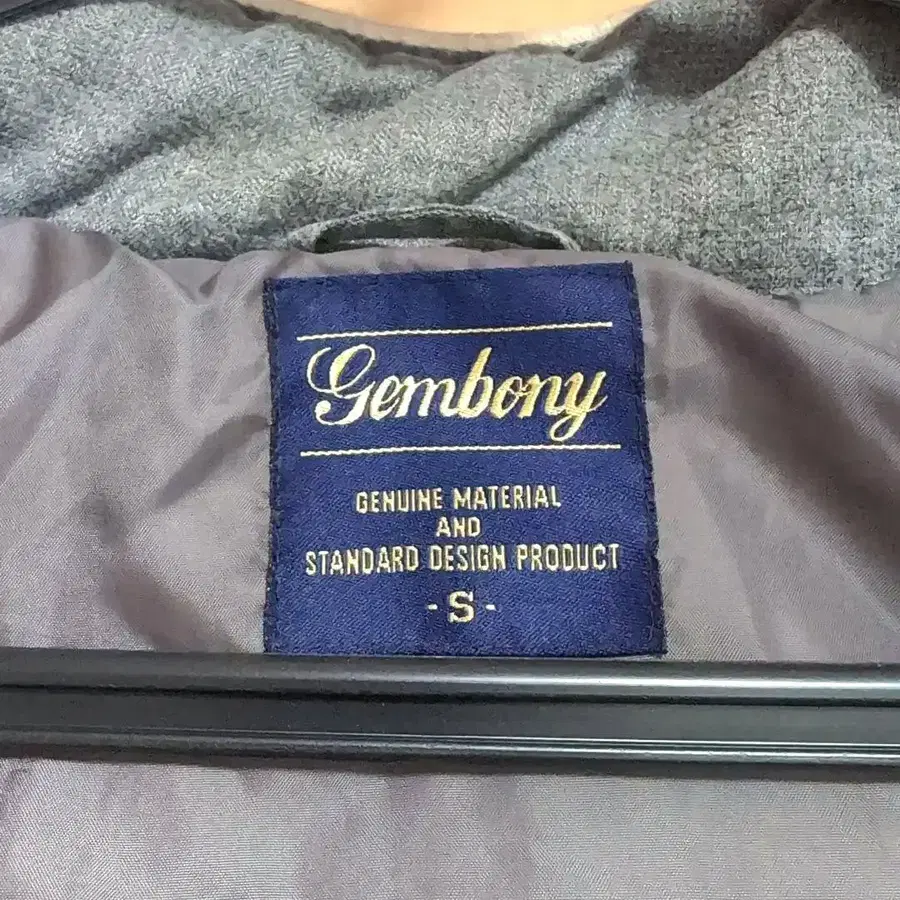 Gembony
GENUINE MATERIAL
AND
STANDARD DESIGN PRODUCT
- S -